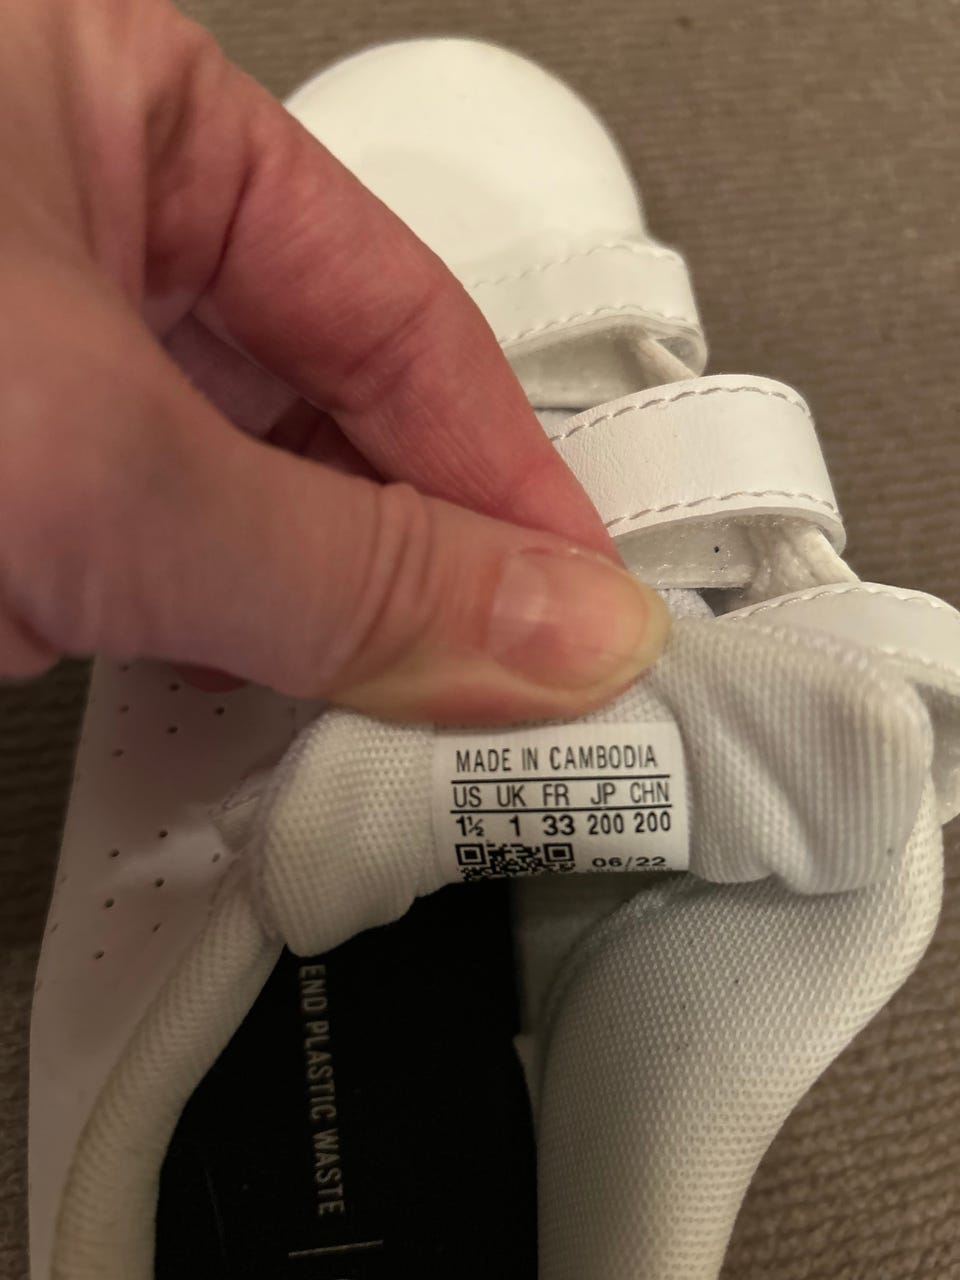 MADE IN CAMBODIA
US UK FR JP CHN
1½ 1 33 200 200
06/22
END PLASTIC WASTE